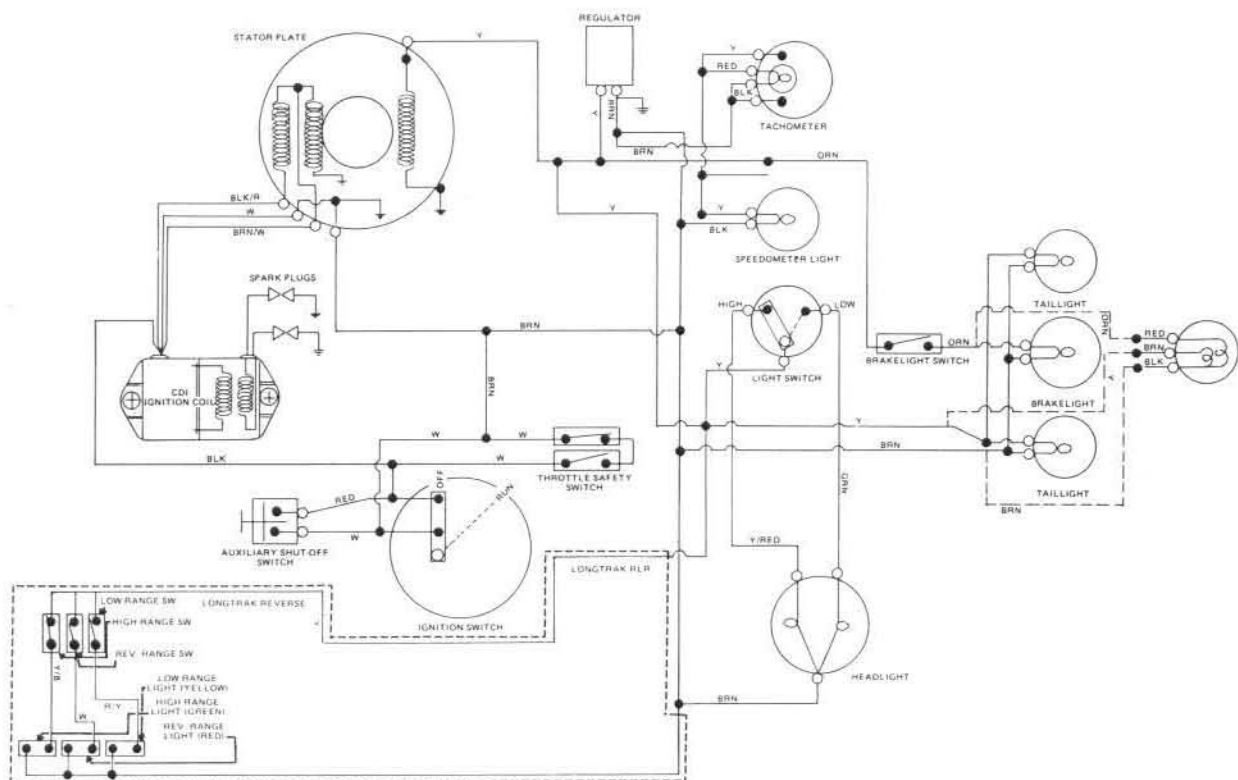 REGULATOR
STATOR PLATE
Y
Y
RED
BLK
TACHOMETER
Y
BRN
BRN
ORN
BLK/R
W
BRN/W
Y
Y
BLK
SPEEDOMETER LIGHT
SPARK PLUGS
HIGH
LOW
TAILLIGHT
BRN
ORN
BRAKELIGHT SWITCH
ORN
RED
BRN
BLK
Y
LIGHT SWITCH
CDI
IGNITION COIL
BRN
Y
BRAKELIGHT
W
W
Y
BRN
BLK
W
THROTTLE SAFETY
SWITCH
TAILLIGHT
BRN
RED
OFF
RUN
GRN
W
AUXILIARY SHUT-OFF
SWITCH
Y/RED
LONGTRAK RLR
LOW RANGE SW
LONGTRAK REVERSE
HIGH RANGE SW
IGNITION SWITCH
REV. RANGE SW
Y/B
LOW RANGE
LIGHT (YELLOW)
HEADLIGHT
R/Y
HIGH RANGE
LIGHT (GREEN)
W
REV. RANGE
LIGHT (RED)
BRN